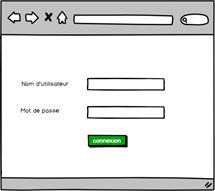 Nom d'utilisateur
Mot de passe
connexion